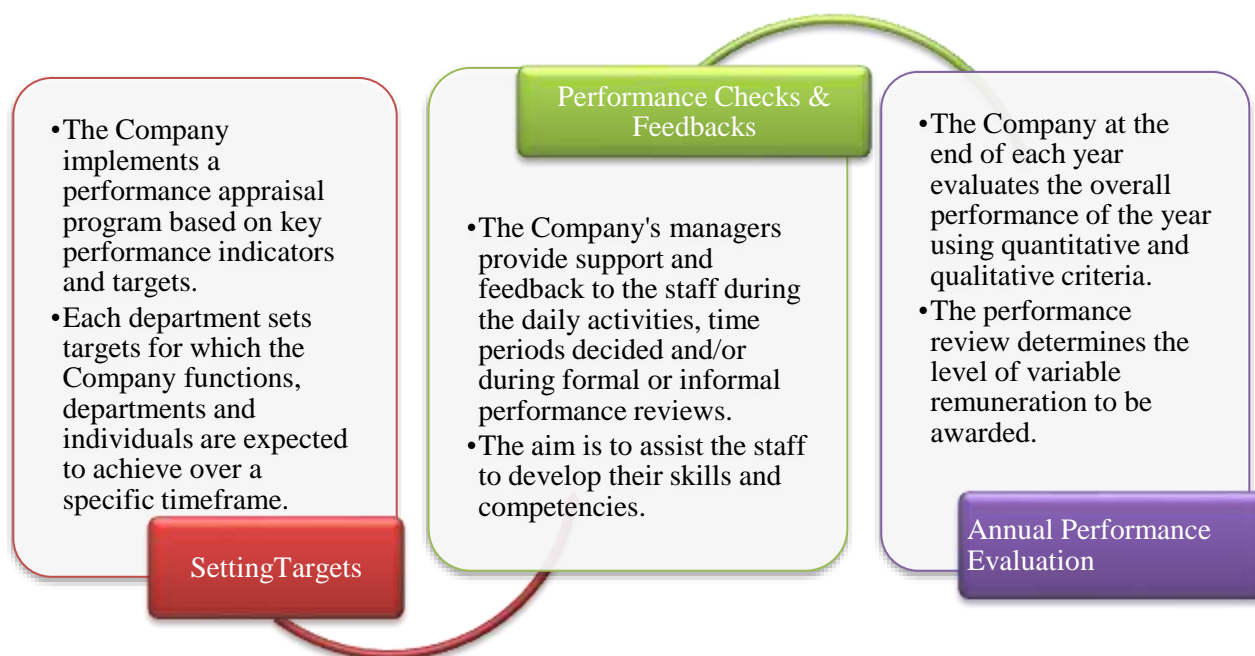 •The Company
implements a
performance appraisal
program based on key
performance indicators
and targets.
•Each department sets
targets for which the
Company functions,
departments and
individuals are expected
to achieve over a
specific timeframe.
SettingTargets
Performance Checks &
Feedbacks
•The Company's managers
provide support and
feedback to the staff during
the daily activities, time
periods decided and/or
during formal or informal
performance reviews.
•The aim is to assist the staff
to develop their skills and
competencies.
•The Company at the
end of each year
evaluates the overall
performance of the year
using quantitative and
qualitative criteria.
•The performance
review determines the
level of variable
remuneration to be
awarded.
Annual Performance
Evaluation